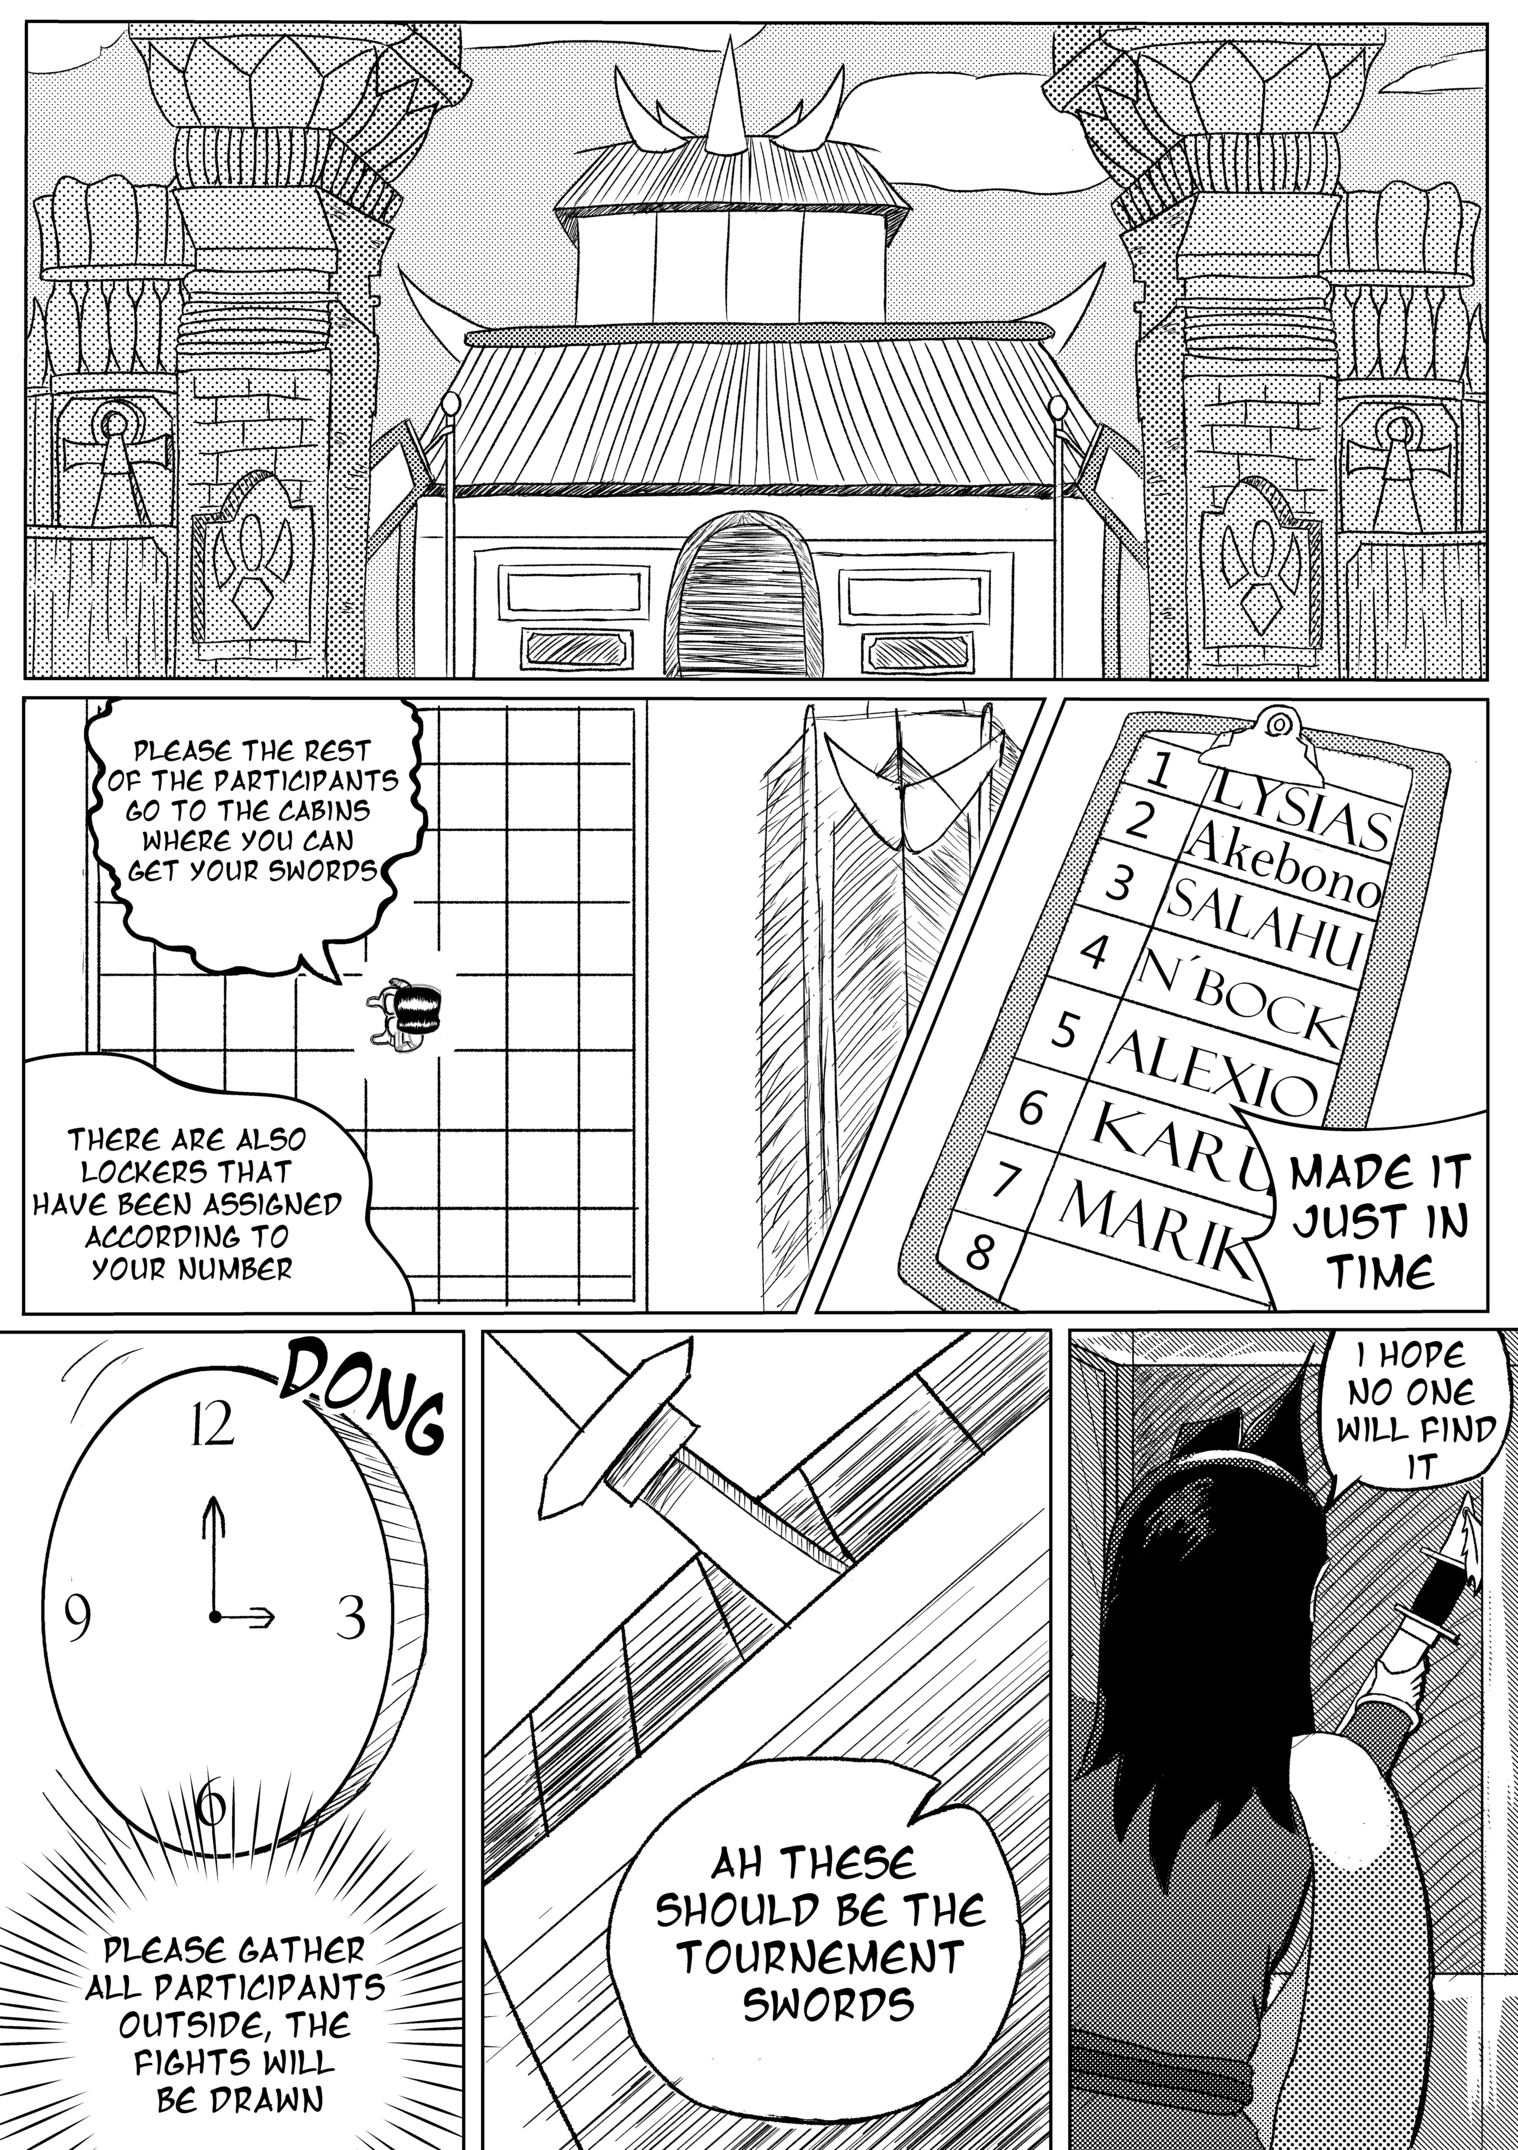 PLEASE THE REST
OF THE PARTICIPANTS
GO TO THE CABINS
WHERE YOU CAN
GET YOUR SWORDS
THERE ARE ALSO
LOCKERS THAT
HAVE BEEN ASSIGNED
ACCORDING TO
YOUR NUMBER
1 LYSIAS
2 Akebono
3 SALAHU
4 N´BOCK
5 ALEXIO
6 KARU
7 MARIK
8
MADE IT
JUST IN
TIME
DONG
12
9 3
6
PLEASE GATHER
ALL PARTICIPANTS
OUTSIDE, THE
FIGHTS WILL
BE DRAWN
AH THESE
SHOULD BE THE
TOURNEMENT
SWORDS
I HOPE
NO ONE
WILL FIND
IT